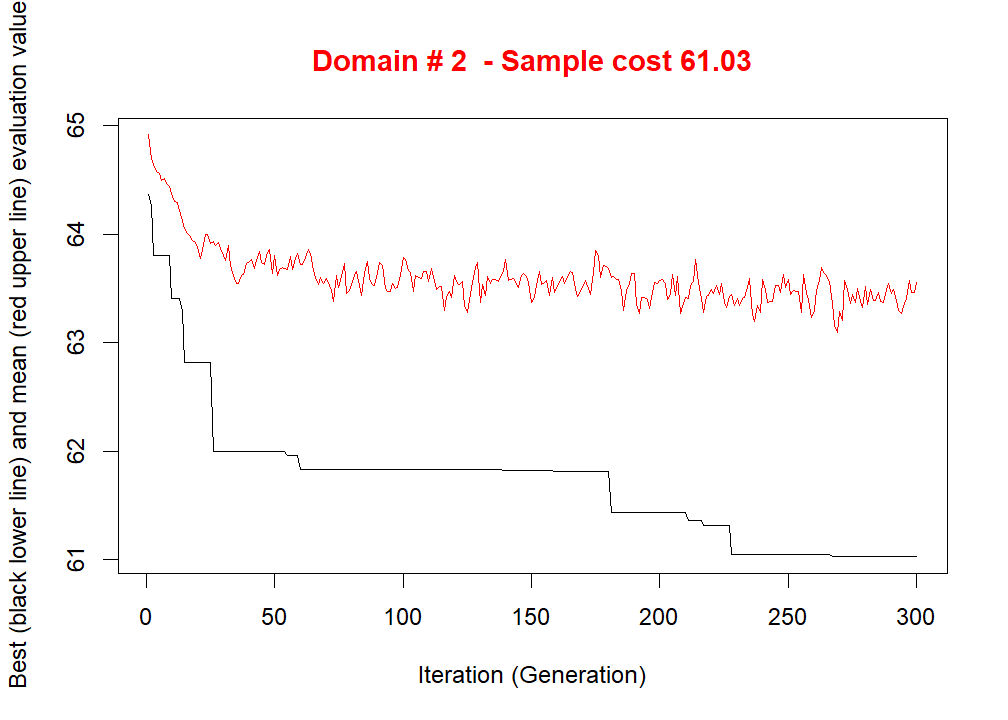 Domain # 2 - Sample cost 61.03
Best (black lower line) and mean (red upper line) evaluation value
65
64
63
62
61
0 50 100 150 200 250 300
Iteration (Generation)